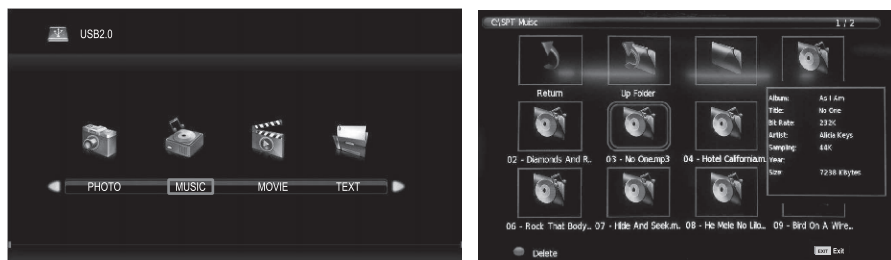 USB2.0
PHOTO MUSIC MOVIE TEXT
C:\SPT Muisc 1 / 2
Return Up Folder
Album: As I Am
Title: No One
Bit Rate: 232K
Artist: Alicia Keys
Sampling: 44K
Year:
Size: 7238 KBytes
02 - Diamonds And R.. 03 - No One.mp3 04 - Hotel California.m
06 - Rock That Body... 07 - Hide And Seek.m.. 08 - He Mele No Lilo... 09 - Bird On A Wire...
Delete EXIT Exit